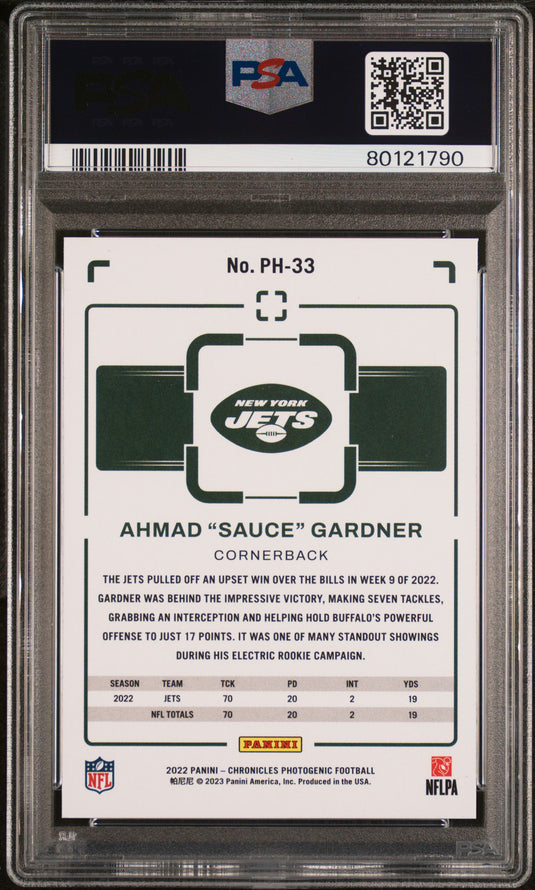 PSA
80121790
No. PH-33
NEW YORK
JETS
AHMAD “SAUCE” GARDNER
CORNERBACK
THE JETS PULLED OFF AN UPSET WIN OVER THE BILLS IN WEEK 9 OF 2022.
GARDNER WAS BEHIND THE IMPRESSIVE VICTORY, MAKING SEVEN TACKLES,
GRABBING AN INTERCEPTION AND HELPING HOLD BUFFALO’S POWERFUL
OFFENSE TO JUST 17 POINTS. IT WAS ONE OF MANY STANDOUT SHOWINGS
DURING HIS ELECTRIC ROOKIE CAMPAIGN.
SEASON TEAM TCK PD INT YDS
2022 JETS 70 20 2 19
NFL TOTALS 70 20 2 19
PANINI
NFL
2022 PANINI – CHRONICLES PHOTOGENIC FOOTBALL
帕尼尼 © 2023 Panini America, Inc. Produced in the USA.
NFLPA
PSA